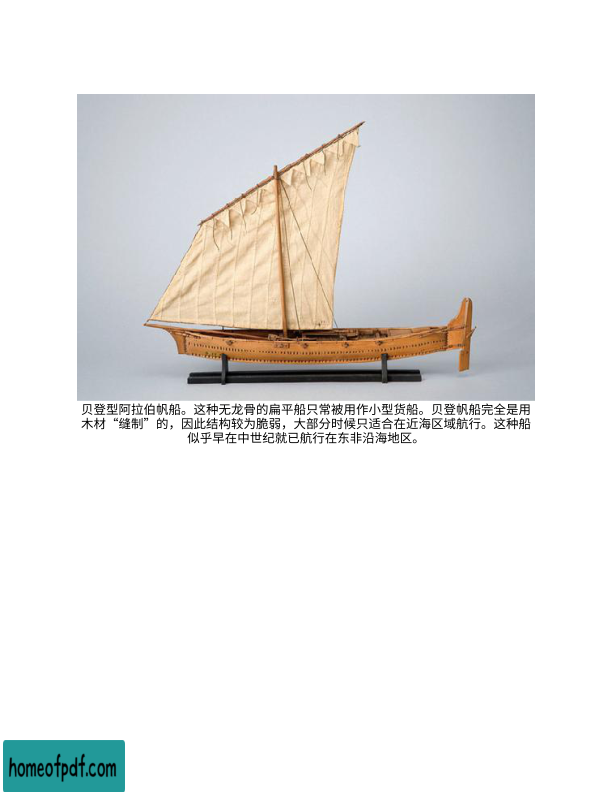 贝登型阿拉伯帆船。这种无龙骨的扁平船只常被用作小型货船。贝登帆船完全是用
木材“缝制”的，因此结构较为脆弱，大部分时候只适合在近海区域航行。这种船
似乎早在中世纪就已航行在东非沿海地区。
homeofpdf.com